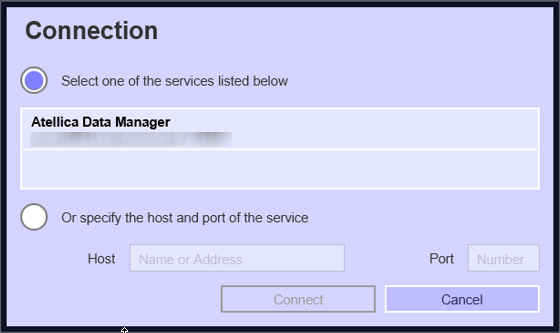 Connection
Select one of the services listed below
Atellica Data Manager
Or specify the host and port of the service
Host Name or Address Port Number
Connect Cancel